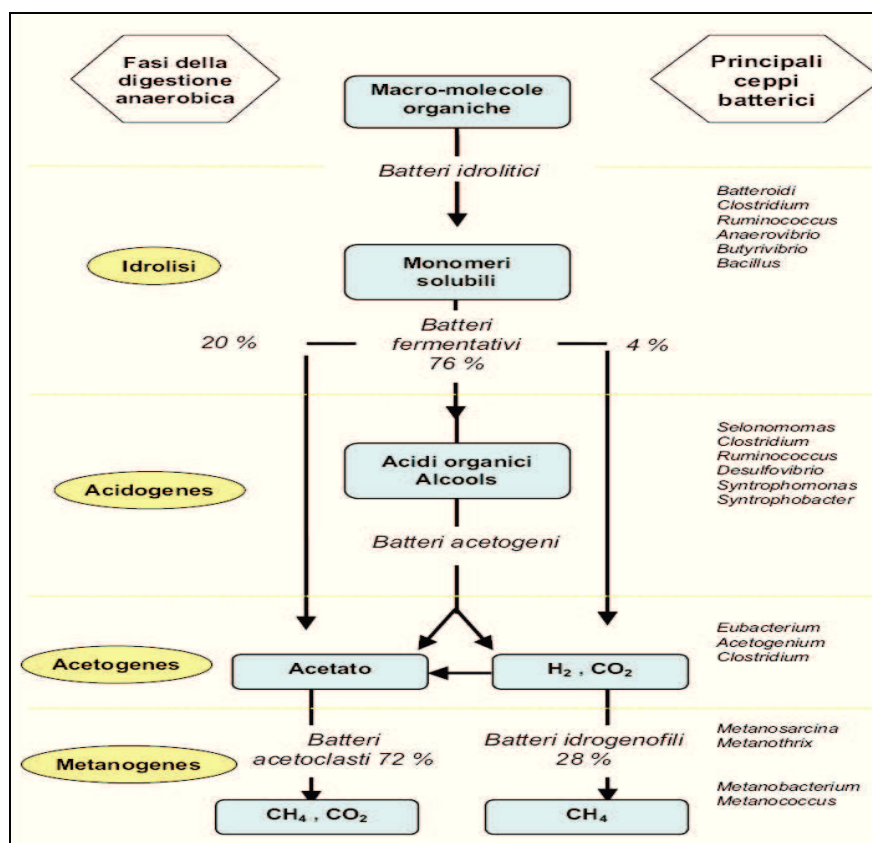 Fasi della
digestione
anaerobica
Principali
ceppi
batterici
Macro-molecole
organiche
Batteri idrolitici
Batteroidi
Clostridium
Ruminococcus
Anaerovibrio
Butyrivibrio
Bacillus
Idrolisi
Monomeri
solubili
20 %
Batteri
fermentativi
76 %
4 %
Selonomomas
Clostridium
Ruminococcus
Desulfovibrio
Syntrophomonas
Syntrophobacter
Acidogenes
Acidi organici
Alcools
Batteri acetogeni
Eubacterium
Acetogenium
Clostridium
Acetogenes
Acetato
H₂ , CO₂
Metanogenes
Batteri
acetoclasti 72 %
Batteri idrogenofili
28 %
Metanosarcina
Metanothrix
Metanobacterium
Metanococcus
CH₄ , CO₂
CH₄